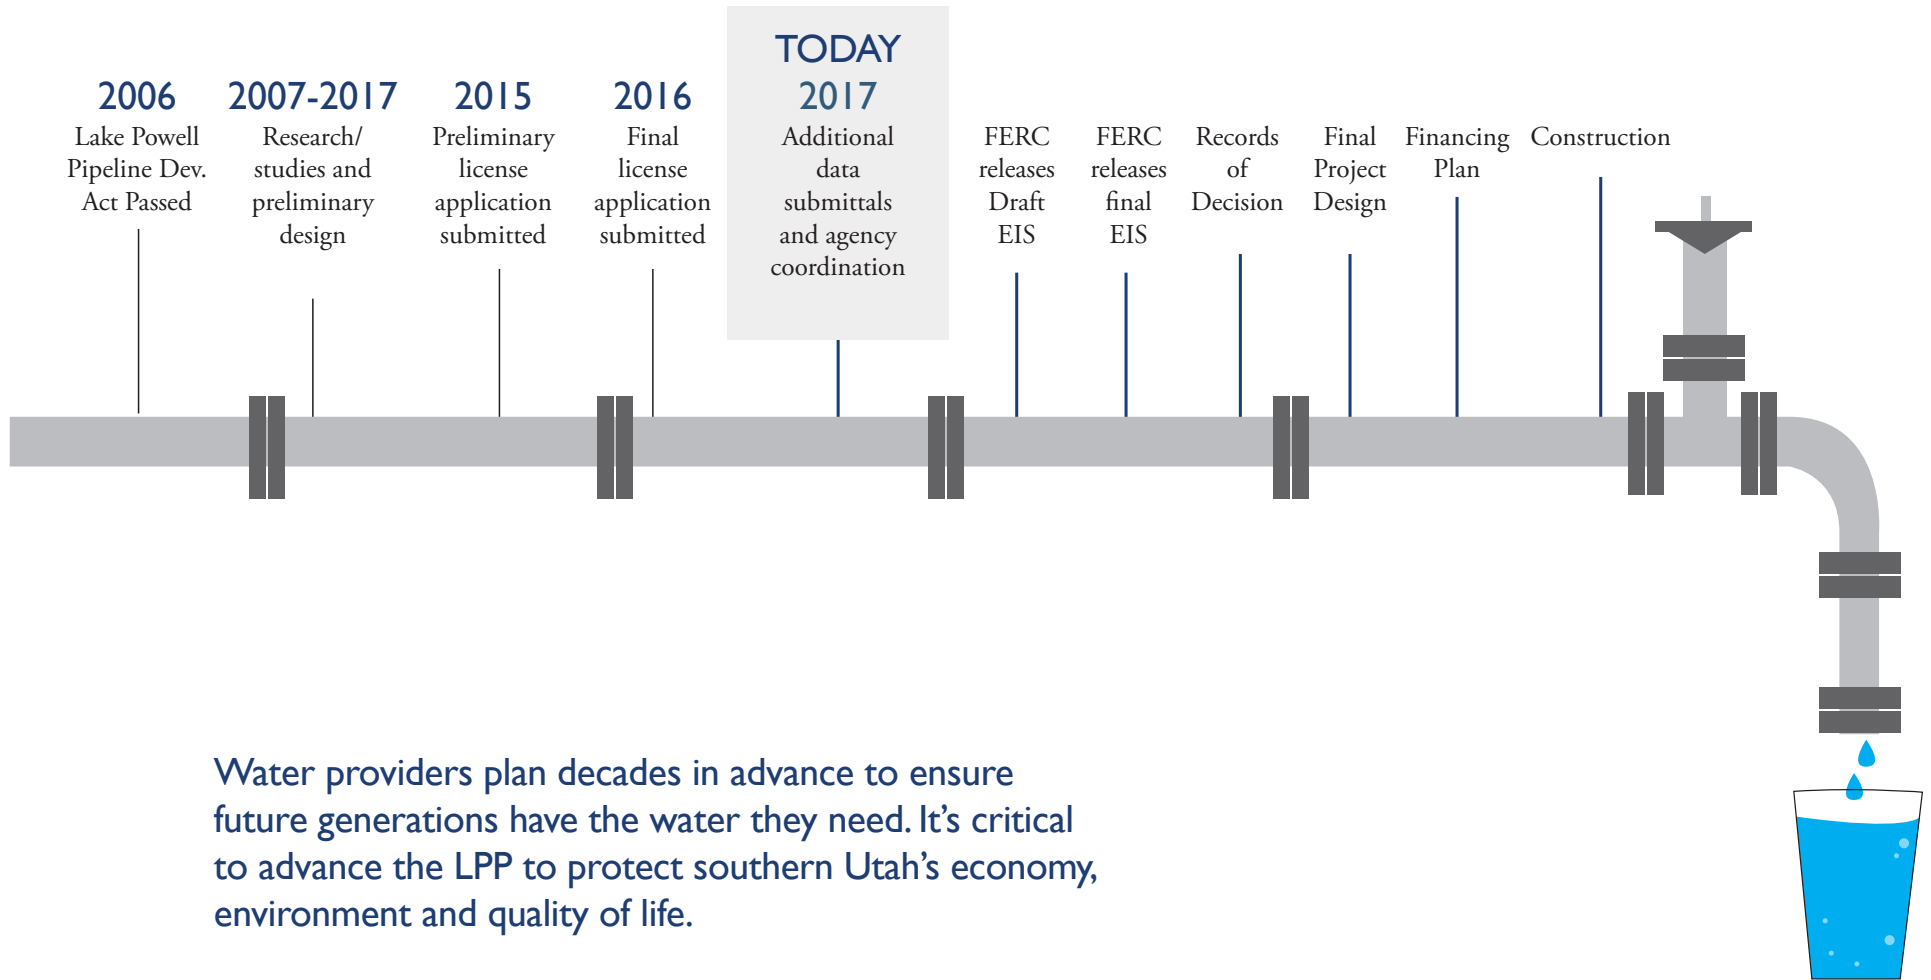 2006
Lake Powell
Pipeline Dev.
Act Passed
2007-2017
Research/
studies and
preliminary
design
2015
Preliminary
license
application
submitted
2016
Final
license
application
submitted
TODAY
2017
Additional
data
submittals
and agency
coordination
FERC
releases
Draft
EIS
FERC
releases
final
EIS
Records
of
Decision
Final
Project
Design
Financing
Plan
Construction
Water providers plan decades in advance to ensure
future generations have the water they need. It’s critical
to advance the LPP to protect southern Utah’s economy,
environment and quality of life.